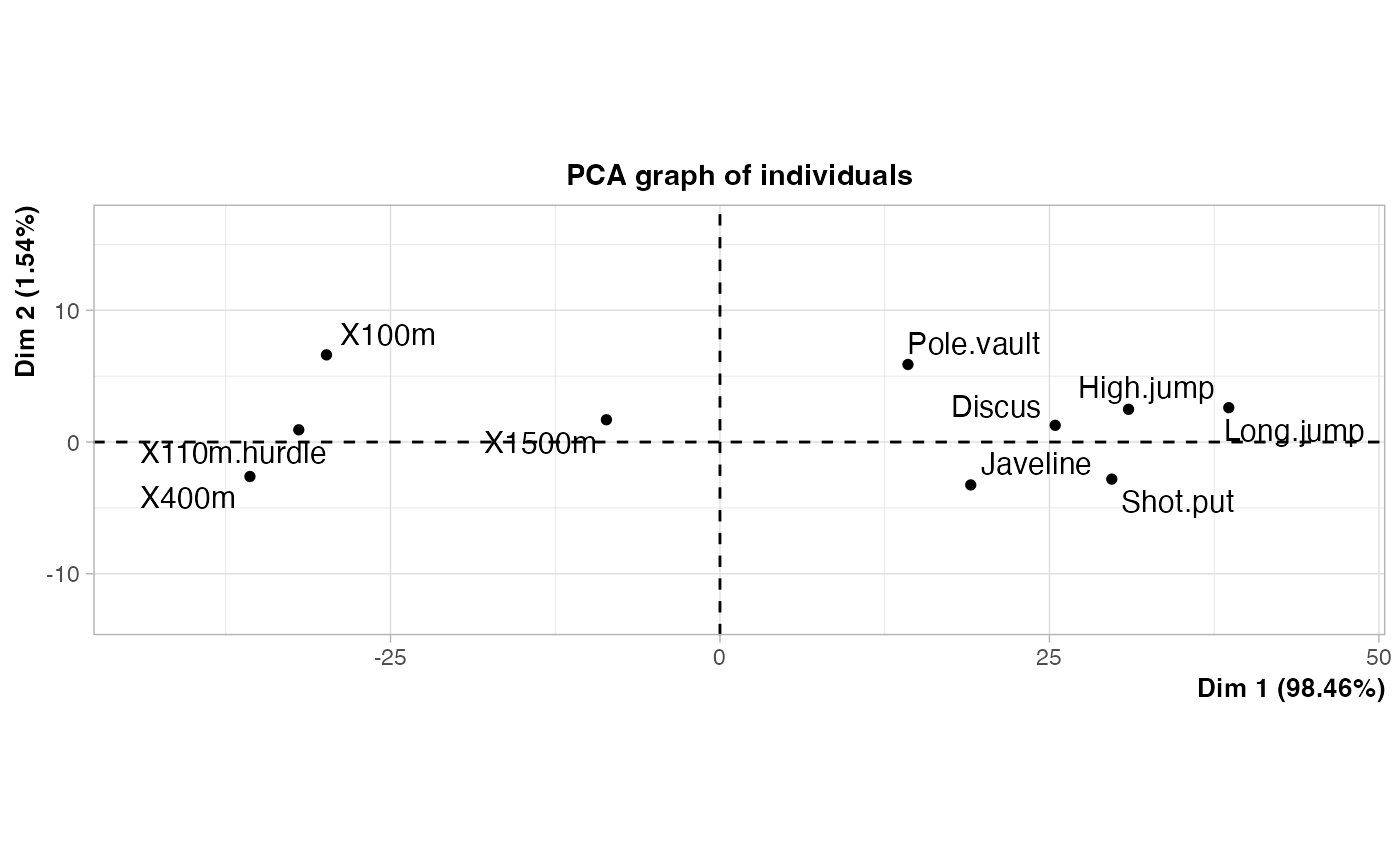 PCA graph of individuals
Dim 2 (1.54%)
10
0
-10
X100m
Pole.vault
High.jump
Discus
Long.jump
X1500m
X110m.hurdle
Javeline
X400m
Shot.put
-25
0
25
50
Dim 1 (98.46%)